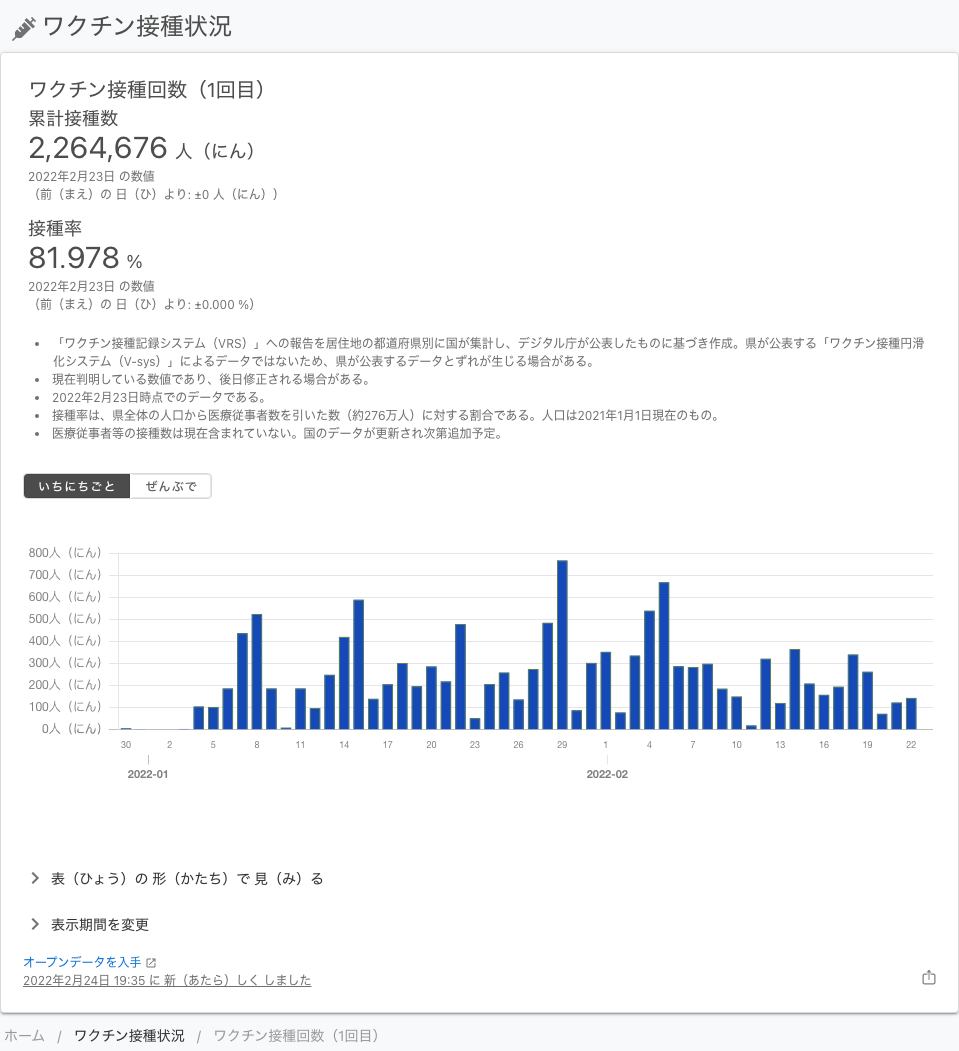 ワクチン接種状況
ワクチン接種回数（1回目）
累計接種数
2,264,676 人（にん）
2022年2月23日 の数値
（前（まえ）の 日（ひ）より: ±0 人（にん））
接種率
81.978 %
2022年2月23日 の数値
（前（まえ）の 日（ひ）より: ±0.000 %）
• 「ワクチン接種記録システム（VRS）」への報告を居住地の都道府県別に国が集計し、デジタル庁が公表したものに基づき作成。県が公表する「ワクチン接種円滑
化システム（V-sys）」によるデータではないため、県が公表するデータとずれが生じる場合がある。
• 現在判明している数値であり、後日修正される場合がある。
• 2022年2月23日時点でのデータである。
• 接種率は、県全体の人口から医療従事者数を引いた数（約276万人）に対する割合である。人口は2021年1月1日現在のもの。
• 医療従事者等の接種数は現在含まれていない。国のデータが更新され次第追加予定。
いちにちごと ぜんぶで
800人（にん）
700人（にん）
600人（にん）
500人（にん）
400人（にん）
300人（にん）
200人（にん）
100人（にん）
0人（にん）
30 2 5 8 11 14 17 20 23 26 29 1 4 7 10 13 16 19 22
2022-01 2022-02
表（ひょう）の 形（かたち）で 見（み）る
表示期間を変更
オープンデータを入手
2022年2月24日 19:35 に 新（あたら）しく しました
ホーム / ワクチン接種状況 / ワクチン接種回数（1回目）